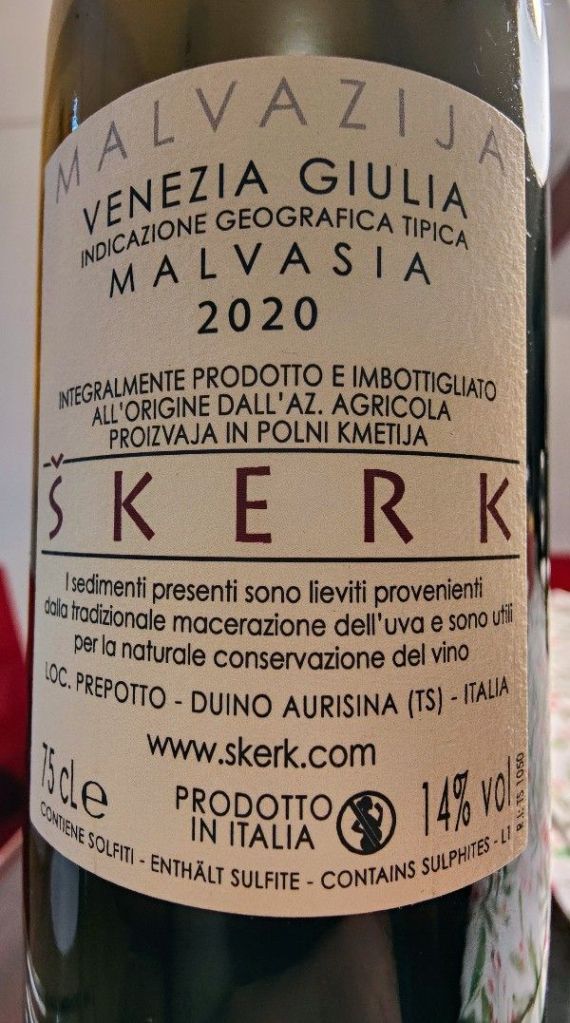 MALVAZIJA
VENEZIA GIULIA
INDICAZIONE GEOGRAFICA TIPICA
MALVASIA
2020
INTEGRALMENTE PRODOTTO E IMBOTTIGLIATO
ALL'ORIGINE DALL'AZ. AGRICOLA
PROIZVAJA IN POLNI KMETIJA
ŠKERK
I sedimenti presenti sono lieviti provenienti
dalla tradizionale macerazione dell'uva e sono utili
per la naturale conservazione del vino
LOC. PREPOTTO - DUINO AURISINA (TS) - ITALIA
www.skerk.com
75 cL e
PRODOTTO
IN ITALIA
14% vol
CONTIENE SOLFITI - ENTHÄLT SULFITE - CONTAINS SULPHITES -
TS 1050